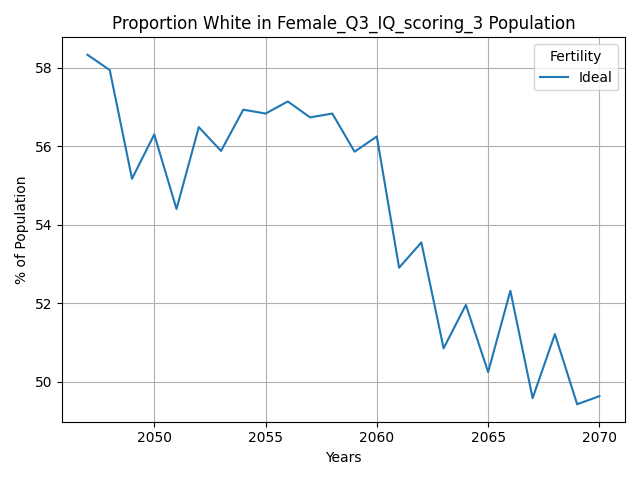 Proportion White in Female_Q3_IQ_scoring_3 Population
Fertility
Ideal
58
56
54
52
50
% of Population
2050
2055
2060
2065
2070
Years